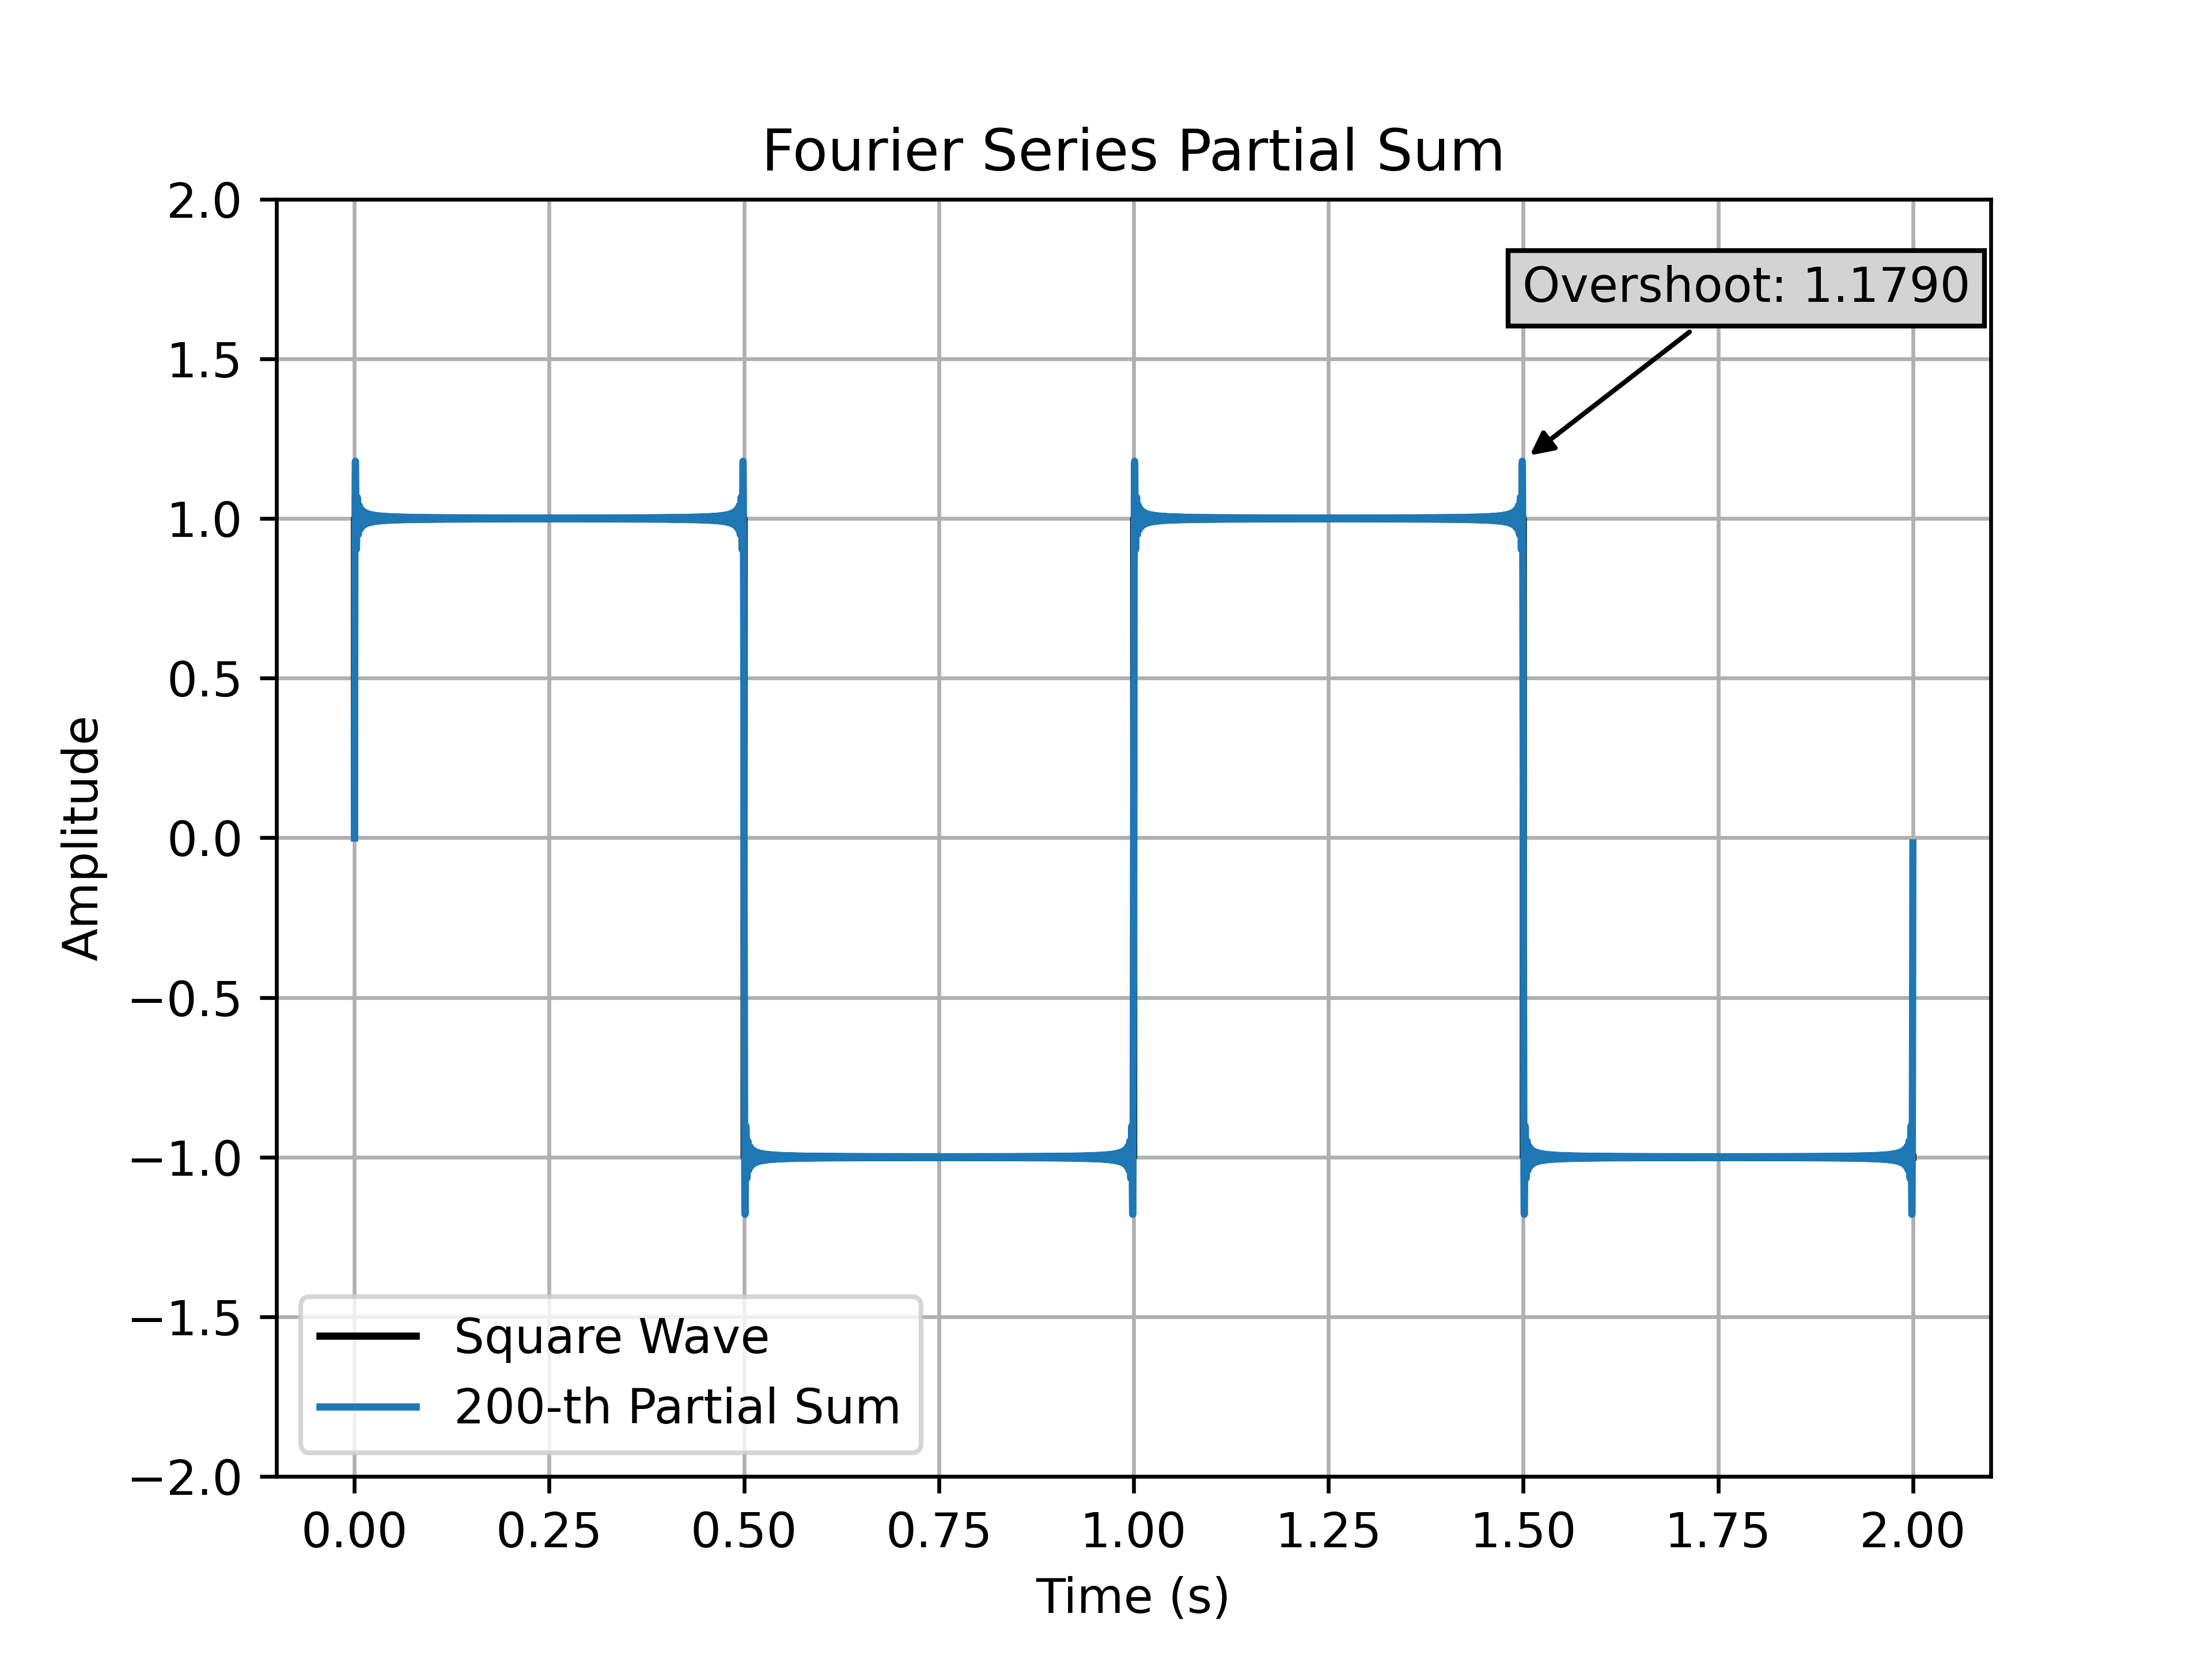 Fourier Series Partial Sum
2.0
1.5
1.0
0.5
0.0
−0.5
−1.0
−1.5
−2.0
Amplitude
Overshoot: 1.1790
Square Wave
200-th Partial Sum
0.00 0.25 0.50 0.75 1.00 1.25 1.50 1.75 2.00
Time (s)